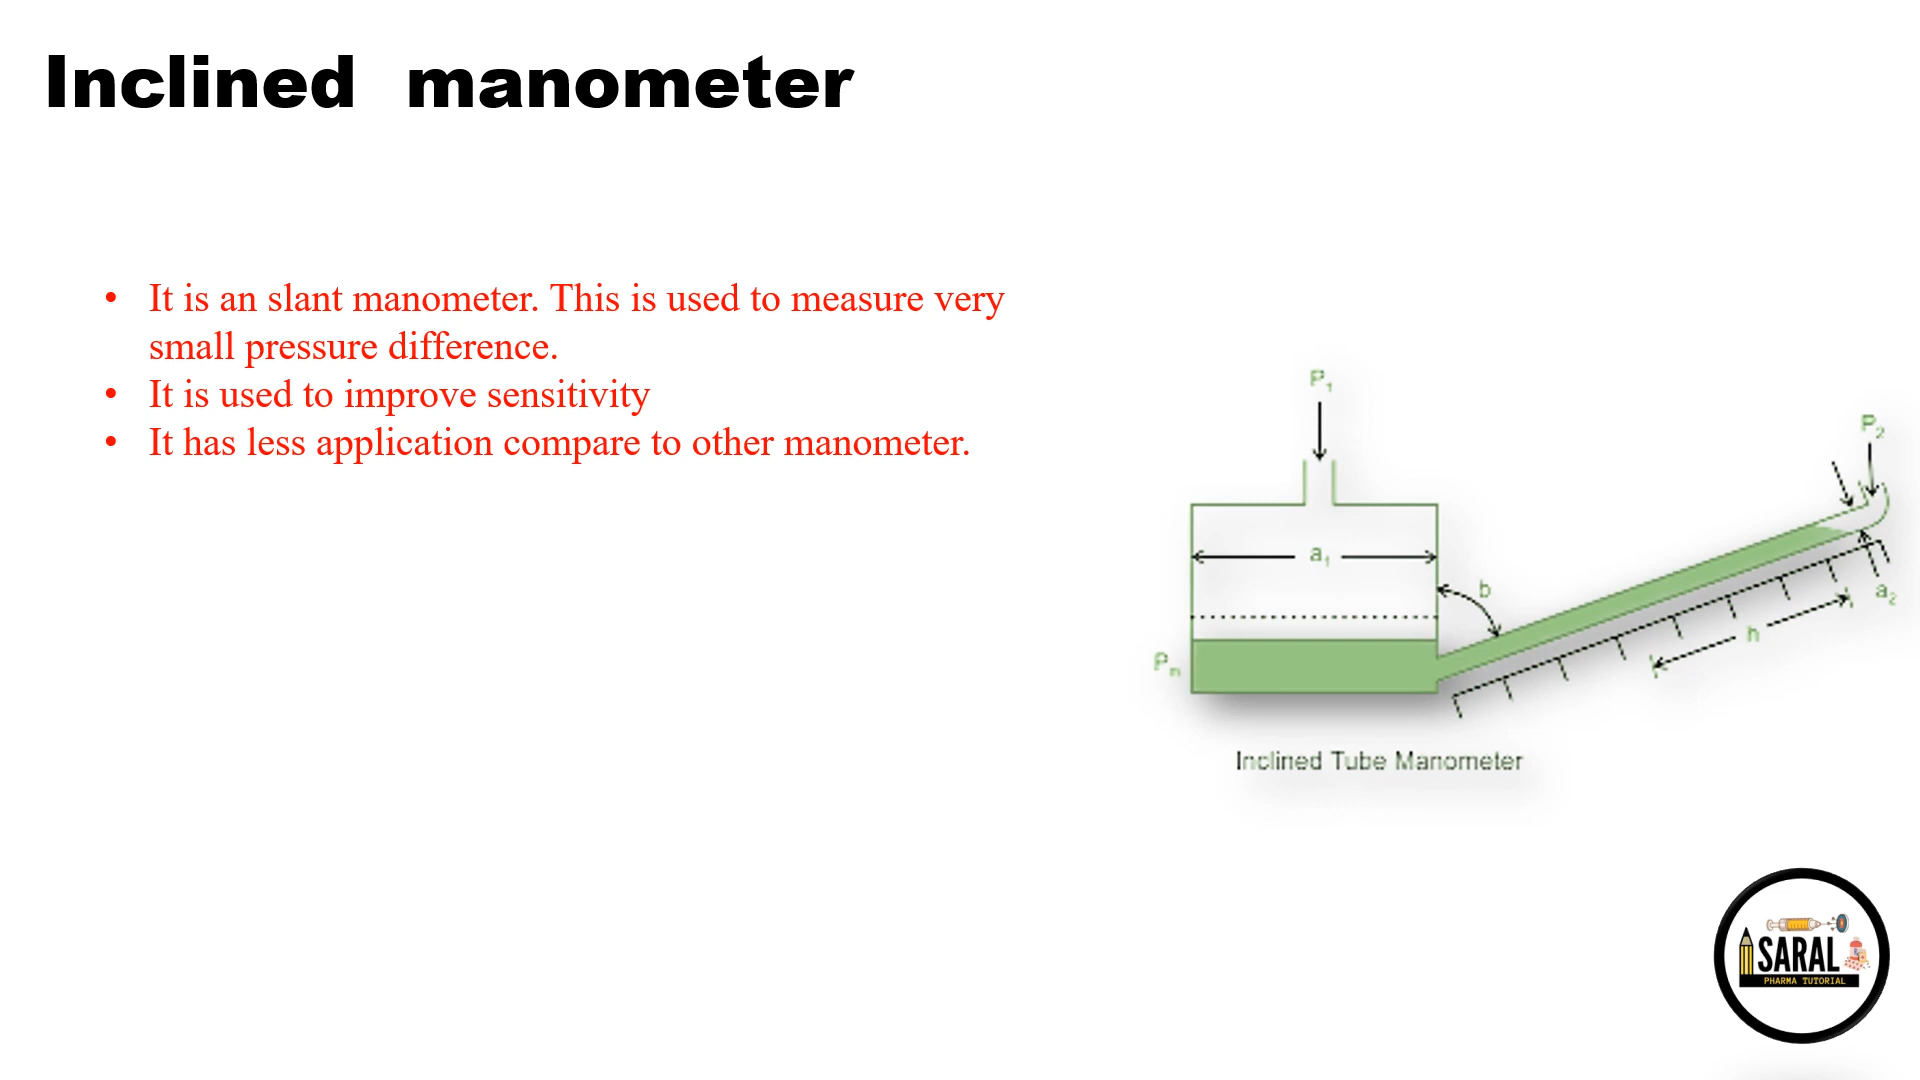 Inclined manometer
• It is an slant manometer. This is used to measure very
small pressure difference.
• It is used to improve sensitivity
• It has less application compare to other manometer.
P₁
P₂
a₁
b
a₂
h
Pₘ
Inclined Tube Manometer
SARAL
PHARMA TUTORIAL